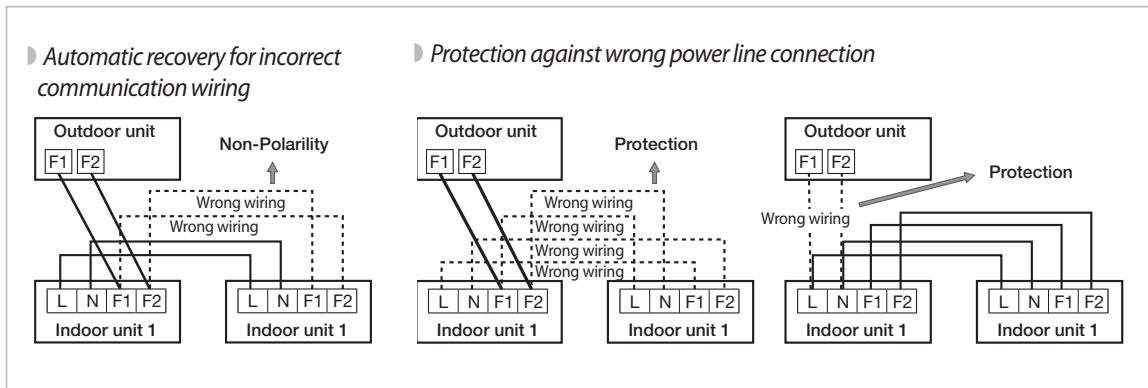 Automatic recovery for incorrect
communication wiring
Outdoor unit
F1 F2
Non-Polarility
Wrong wiring
Wrong wiring
L N F1 F2
Indoor unit 1
L N F1 F2
Indoor unit 1
Protection against wrong power line connection
Outdoor unit
F1 F2
Protection
Wrong wiring
Wrong wiring
Wrong wiring
Wrong wiring
L N F1 F2
Indoor unit 1
L N F1 F2
Indoor unit 1
Outdoor unit
F1 F2
Protection
Wrong wiring
L N F1 F2
Indoor unit 1
L N F1 F2
Indoor unit 1